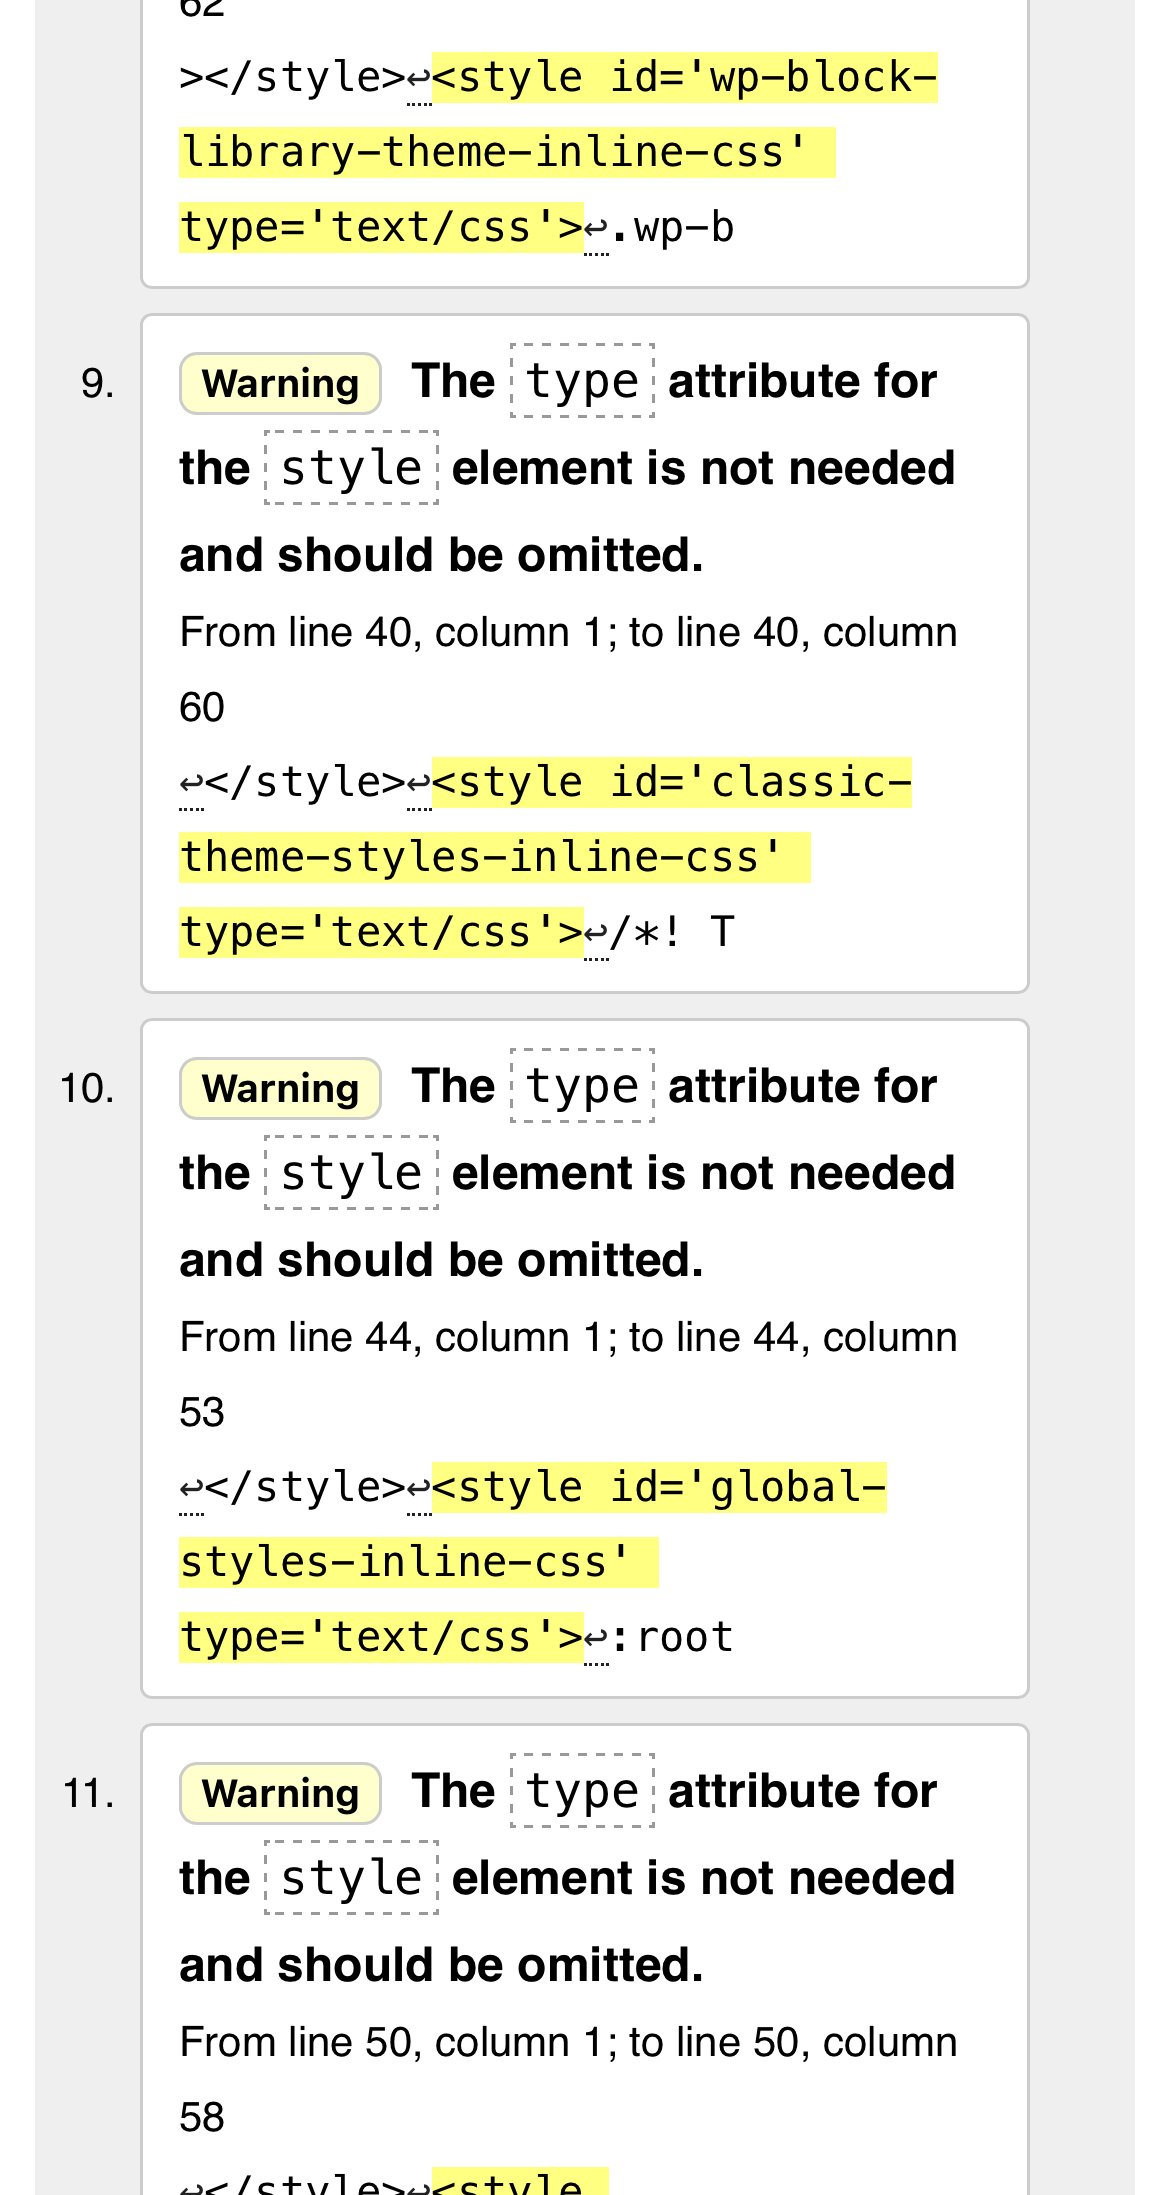 62
></style>↩<style id='wp-block-
library-theme-inline-css'
type='text/css'>↩.wp-b
9. Warning The type attribute for
the style element is not needed
and should be omitted.
From line 40, column 1; to line 40, column
60
↩</style>↩<style id='classic-
theme-styles-inline-css'
type='text/css'>↩/*! T
10. Warning The type attribute for
the style element is not needed
and should be omitted.
From line 44, column 1; to line 44, column
53
↩</style>↩<style id='global-
styles-inline-css'
type='text/css'>↩:root
11. Warning The type attribute for
the style element is not needed
and should be omitted.
From line 50, column 1; to line 50, column
58
↩</style>↩<style